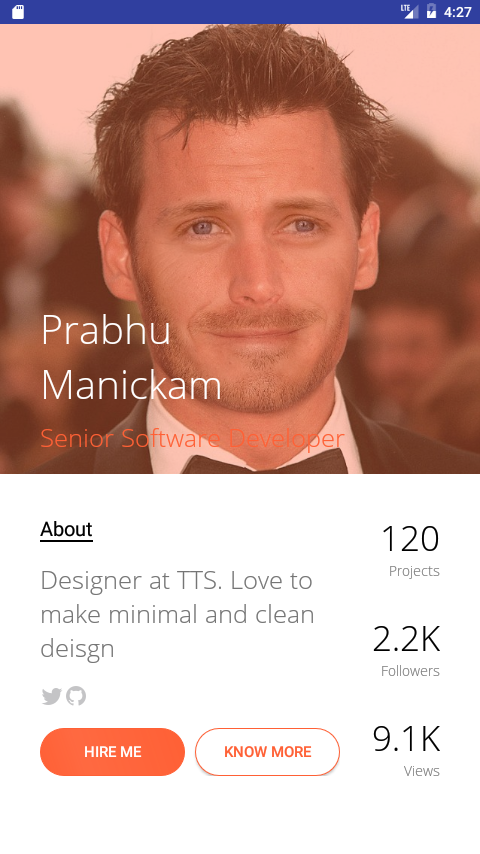 LTE 4:27
Prabhu
Manickam
Senior Software Developer
About
Designer at TTS. Love to
make minimal and clean
deisgn
HIRE ME
KNOW MORE
120
Projects
2.2K
Followers
9.1K
Views